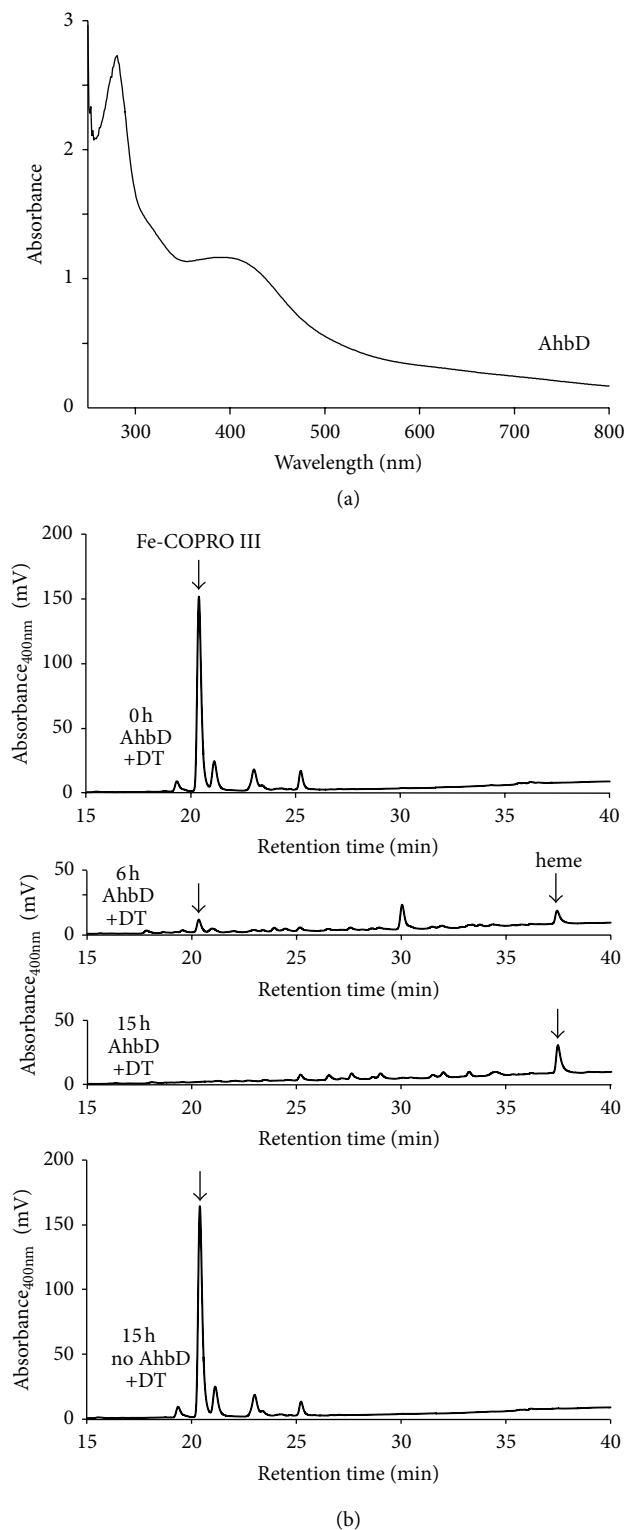 3
2
1
0
Absorbance
AhbD
300 400 500 600 700 800
Wavelength (nm)
(a)
200
150
100
50
0
Absorbance400nm (mV)
Fe-COPRO III
0 h
AhbD
+DT
15 20 25 30 35 40
Retention time (min)
50
0
6 h
AhbD
+DT
heme
15 20 25 30 35 40
Retention time (min)
Absorbance400nm (mV)
50
0
15 h
AhbD
+DT
15 20 25 30 35 40
Retention time (min)
200
150
100
50
0
Absorbance400nm (mV)
15 h
no AhbD
+DT
15 20 25 30 35 40
Retention time (min)
(b)